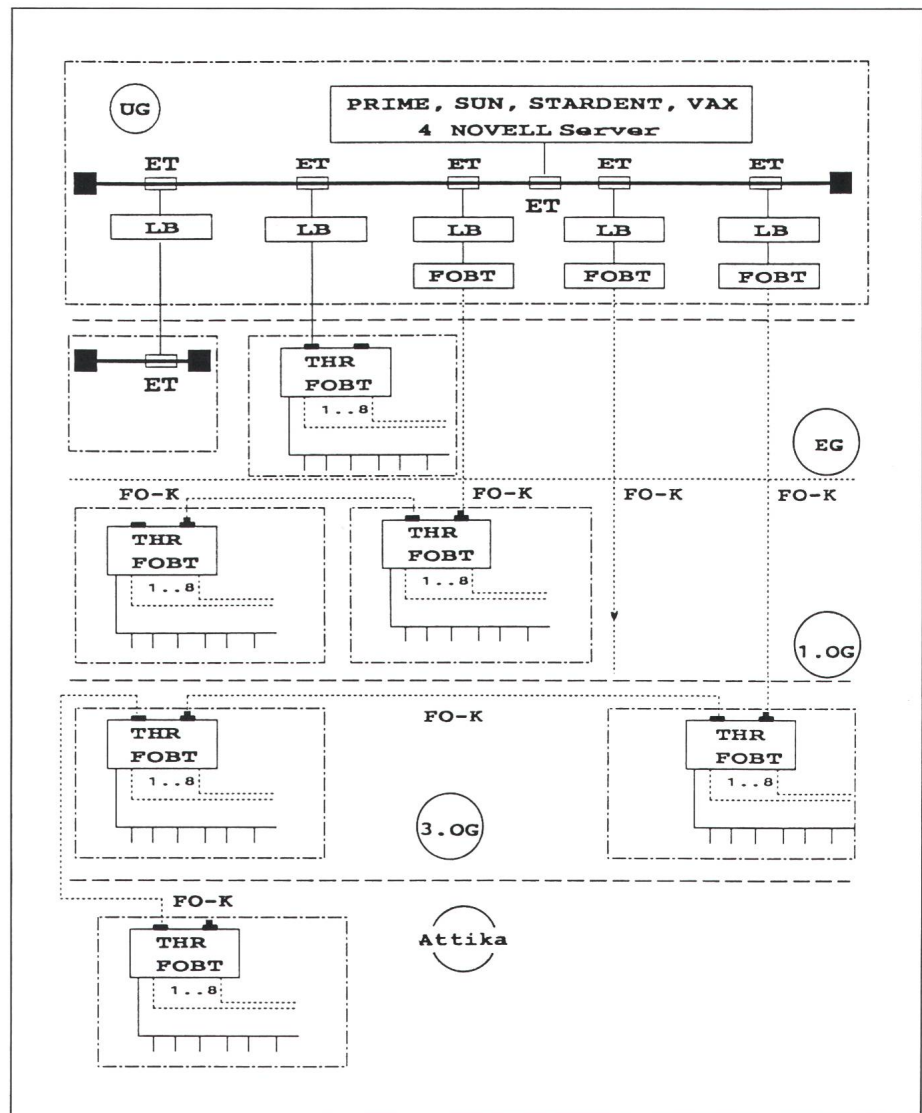 UG
PRIME, SUN, STARDENT, VAX
4 NOVELL Server
ET ET ET ET ET
ET
LB LB LB LB LB
FOBT FOBT FOBT
ET
THR
FOBT
1..8
EG
FO-K FO-K FO-K FO-K
THR
FOBT
1..8
THR
FOBT
1..8
1.OG
FO-K
THR
FOBT
1..8
THR
FOBT
1..8
3.OG
FO-K
Attika
THR
FOBT
1..8